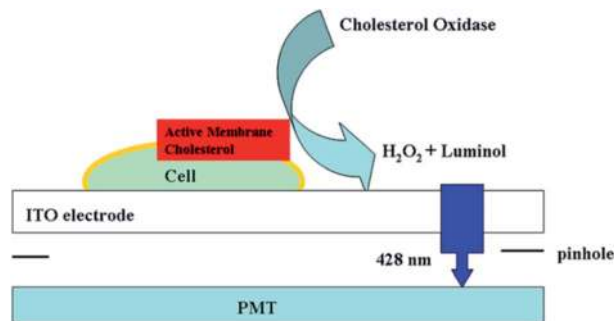 Cholesterol Oxidase
Active Membrane
Cholesterol
H₂O₂ + Luminol
Cell
ITO electrode
428 nm
pinhole
PMT